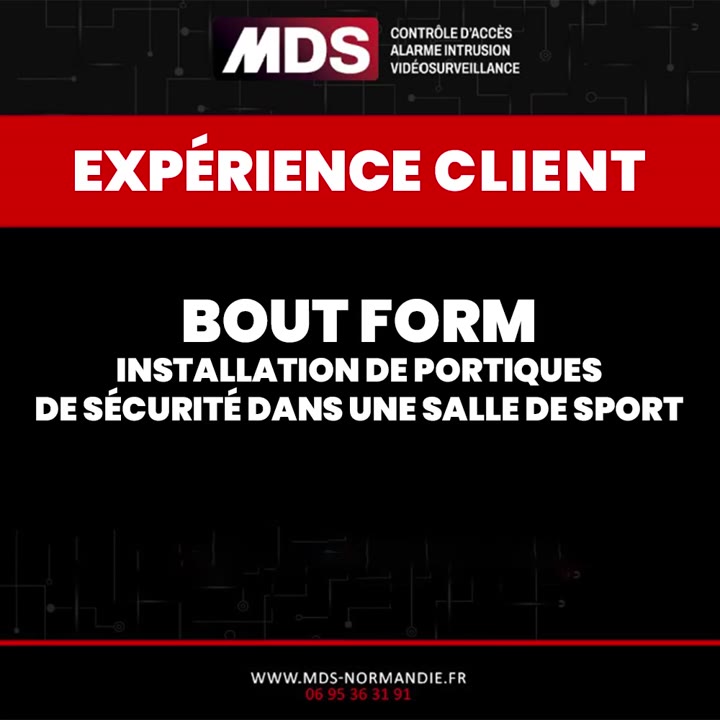 MDS
CONTRÔLE D'ACCÈS
ALARME INTRUSION
VIDÉOSURVEILLANCE
EXPÉRIENCE CLIENT
BOUT FORM
INSTALLATION DE PORTIQUES
DE SÉCURITÉ DANS UNE SALLE DE SPORT
WWW.MDS-NORMANDIE.FR
06 95 36 31 91